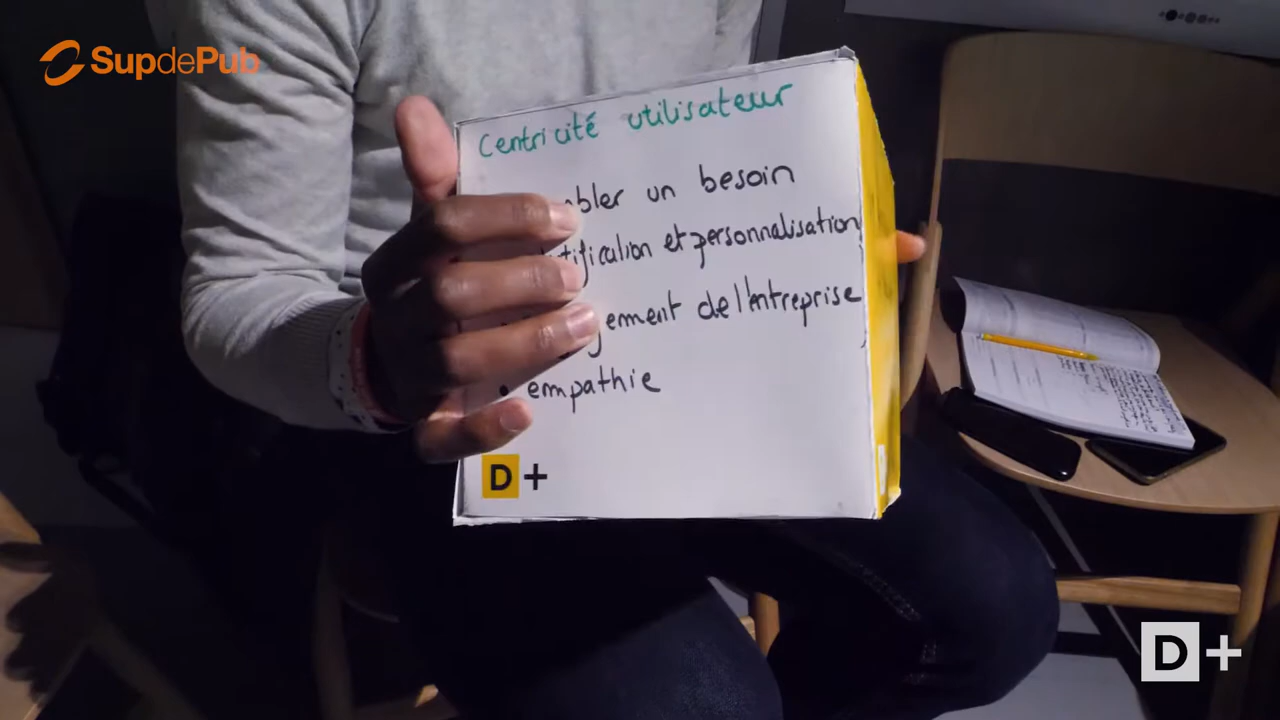 SupdePub
Centricité utilisateur
un besoin
et personnalisation
de l'entreprise
• empathie
D+
D+